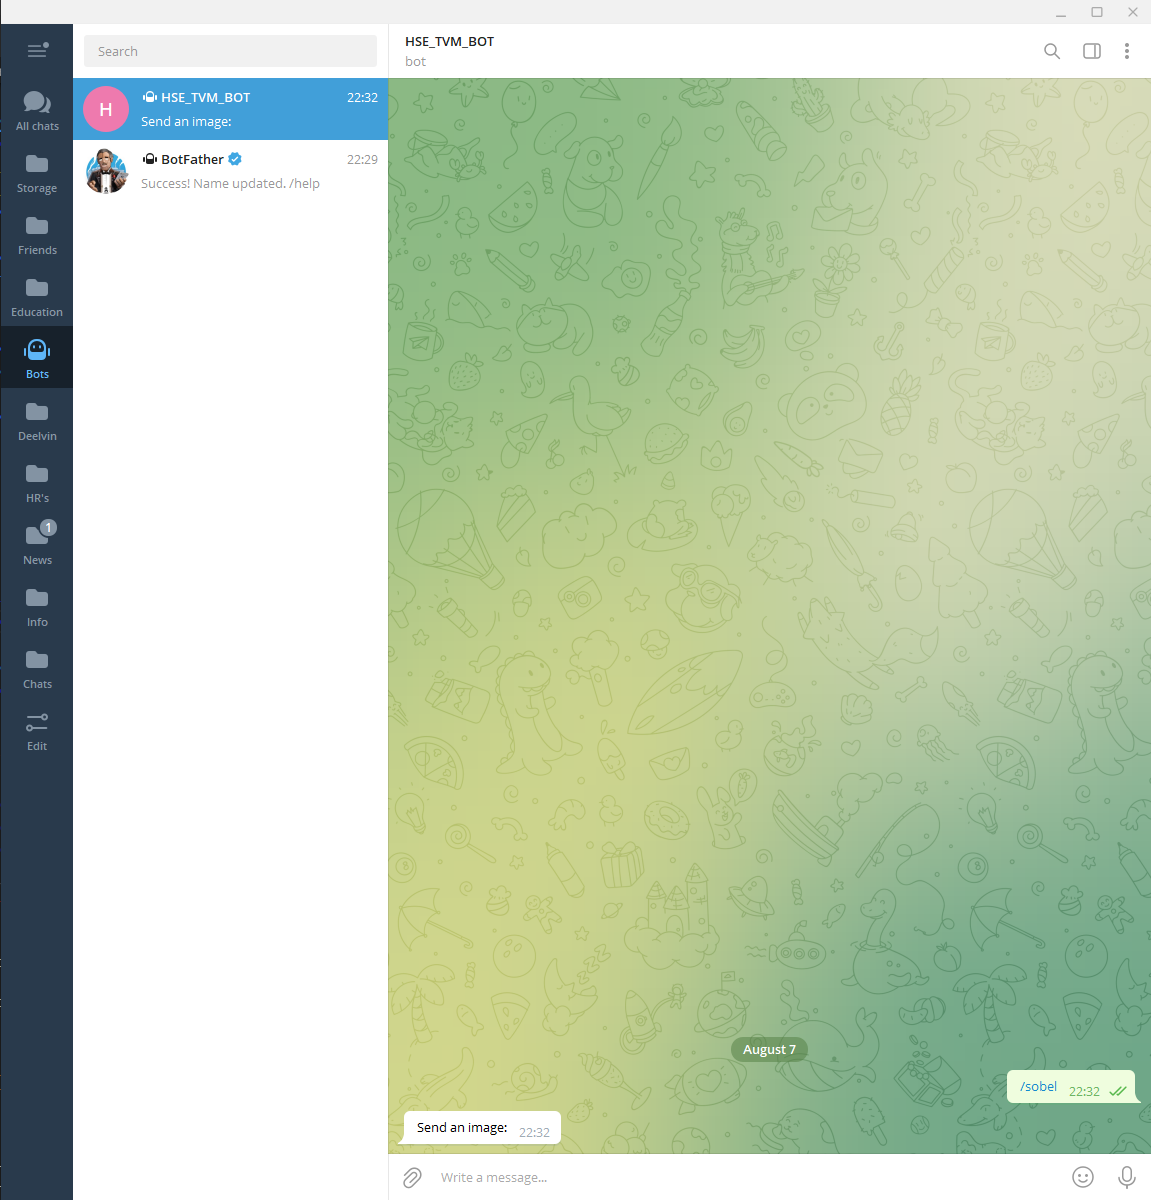 Search
HSE_TVM_BOT
bot
All chats
Storage
Friends
Education
Bots
Deelvin
HR's
1
News
Info
Chats
Edit
H
HSE_TVM_BOT 22:32
Send an image:
BotFather 22:29
Success! Name updated. /help
August 7
/sobel 22:32
Send an image: 22:32
Write a message...